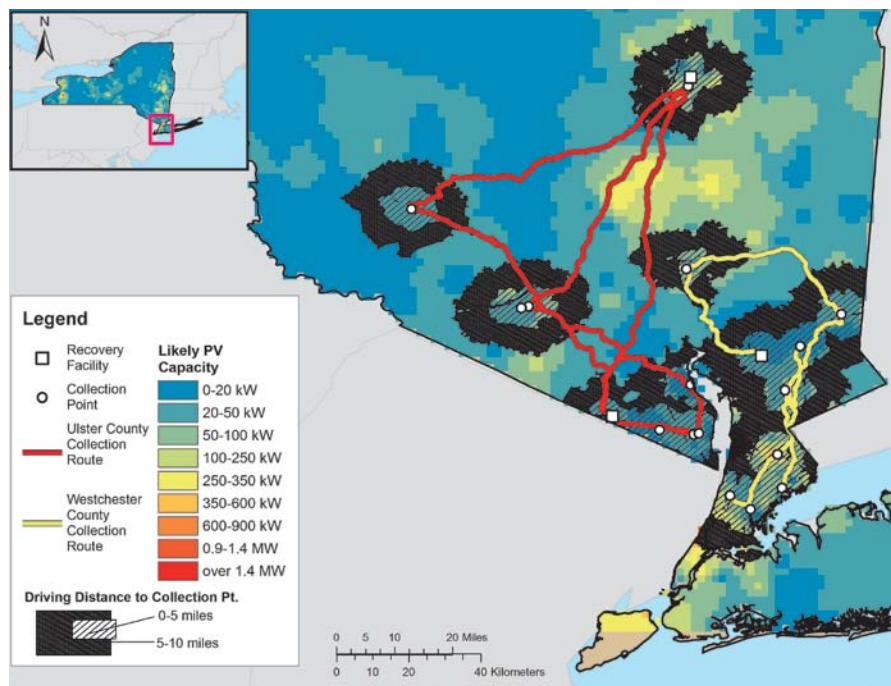 N
Legend
Recovery
Facility
Collection
Point
Ulster County
Collection
Route
Westchester
County
Collection
Route
Likely PV
Capacity
0-20 kW
20-50 kW
50-100 kW
100-250 kW
250-350 kW
350-600 kW
600-900 kW
0.9-1.4 MW
over 1.4 MW
Driving Distance to Collection Pt.
0-5 miles
5-10 miles
0 5 10 20 Miles
0 10 20 40 Kilometers